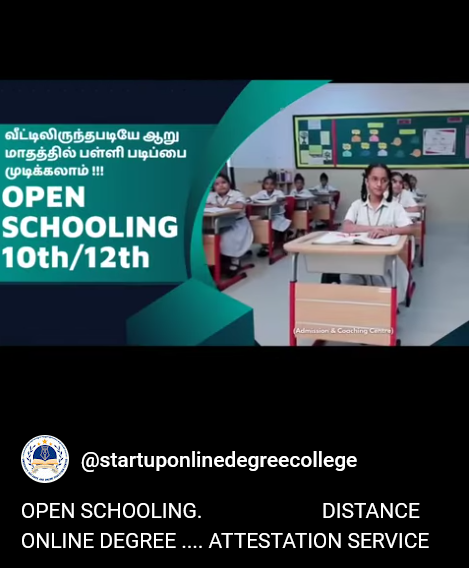 வீட்டிலிருந்தபடியே ஆறு
மாதத்தில் பள்ளி படிப்பை
முடிக்கலாம் !!!
OPEN
SCHOOLING
10th/12th
(Admission & Coaching Centre)
@startuponlinedegreecollege
OPEN SCHOOLING. DISTANCE
ONLINE DEGREE .... ATTESTATION SERVICE